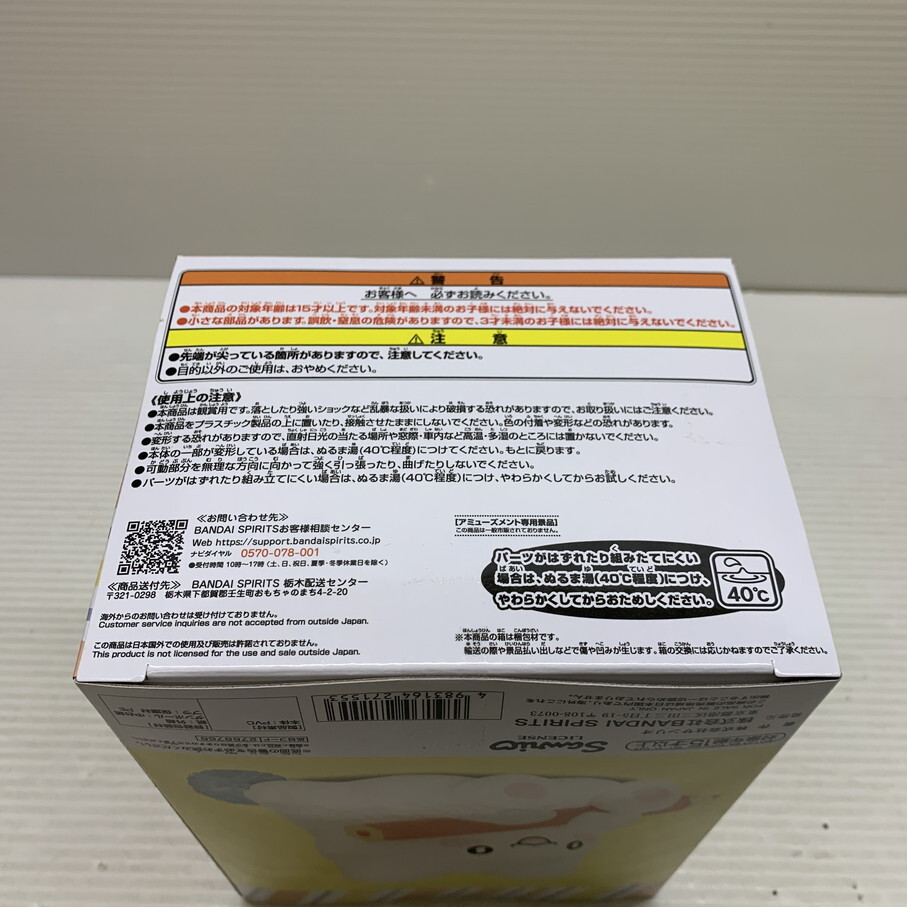 ⚠警　告
お客様へ　必ずお読みください。
●本商品の対象年齢は15才以上です。対象年齢未満のお子様には絶対に与えないでください。
●小さな部品があります。誤飲・窒息の危険がありますので、3才未満のお子様には絶対に与えないでください。
⚠注　意
●先端が尖っている箇所がありますので、注意してください。
●目的以外のご使用は、おやめください。
《使用上の注意》
●本商品は観賞用です。落としたり強いショックなど乱暴な扱いにより破損する恐れがありますので、お取り扱いにはご注意ください。
●本商品をプラスチック製品の上に置いたり、接触させたままにしないでください。色の付着や変形などの恐れがあります。
●変形する恐れがありますので、直射日光の当たる場所や窓際・車内など高温・多湿のところには置かないでください。
●本体の一部が変形している場合は、ぬるま湯(40℃程度)につけてください。もとに戻ります。
●可動部分を無理な方向に向かって強く引っ張ったり、曲げたりしないでください。
●パーツがはずれたり組み立てにくい場合は、ぬるま湯(40℃程度)につけ、やわらかくしてからお試しください。
≪お問い合わせ先≫
BANDAI SPIRITSお客様相談センター
Web https://support.bandaispirits.co.jp
ナビダイヤル 0570-078-001
●受付時間 10時～17時(土、日、祝日、夏季・冬季休業日を除く)
≪商品送付先≫ BANDAI SPIRITS 栃木配送センター
〒321-0298 栃木県下都賀郡壬生町おもちゃのまち4-2-20
海外からのお問い合わせは受け付けておりません。
Customer service inquiries are not accepted from outside Japan.
この商品は日本国外での使用及び販売は許諾されておりません。
This product is not licensed for the use and sale outside Japan.
【アミューズメント専用景品】
この商品は一般市販されておりません。
パーツがはずれたり組みたてにくい
場合は、ぬるま湯(40℃程度)につけ、
やわらかくしてからおためしください。
40℃
※本商品の箱は梱包材です。
輸送の際や景品払い出しなどで傷や凹みが生じます。箱の交換には応じかねますのでご了承ください。
4 983164 271553
《製品素材》
本体：PVC
対象年齢15才以上
株式会社サンリオ
株式会社BANDAI SPIRITS
〒108-0073
Sanrio
LICENSE